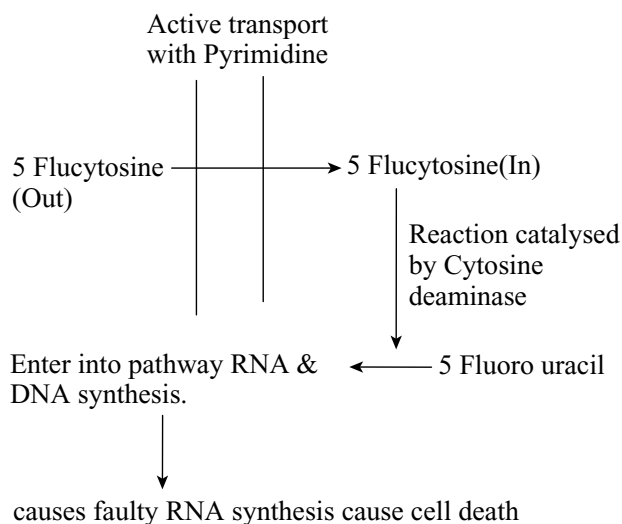 Active transport
with Pyrimidine
5 Flucytosine
(Out)
5 Flucytosine(In)
Reaction catalysed
by Cytosine
deaminase
Enter into pathway RNA &
DNA synthesis.
5 Fluoro uracil
causes faulty RNA synthesis cause cell death